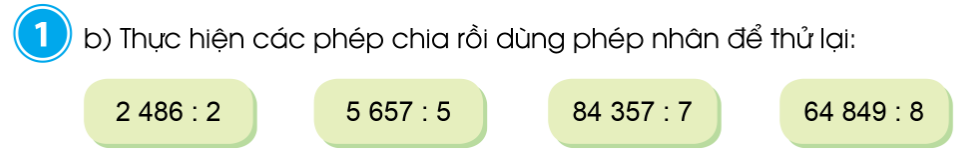 1 b) Thực hiện các phép chia rồi dùng phép nhân để thử lại:
2 486 : 2 5 657 : 5 84 357 : 7 64 849 : 8